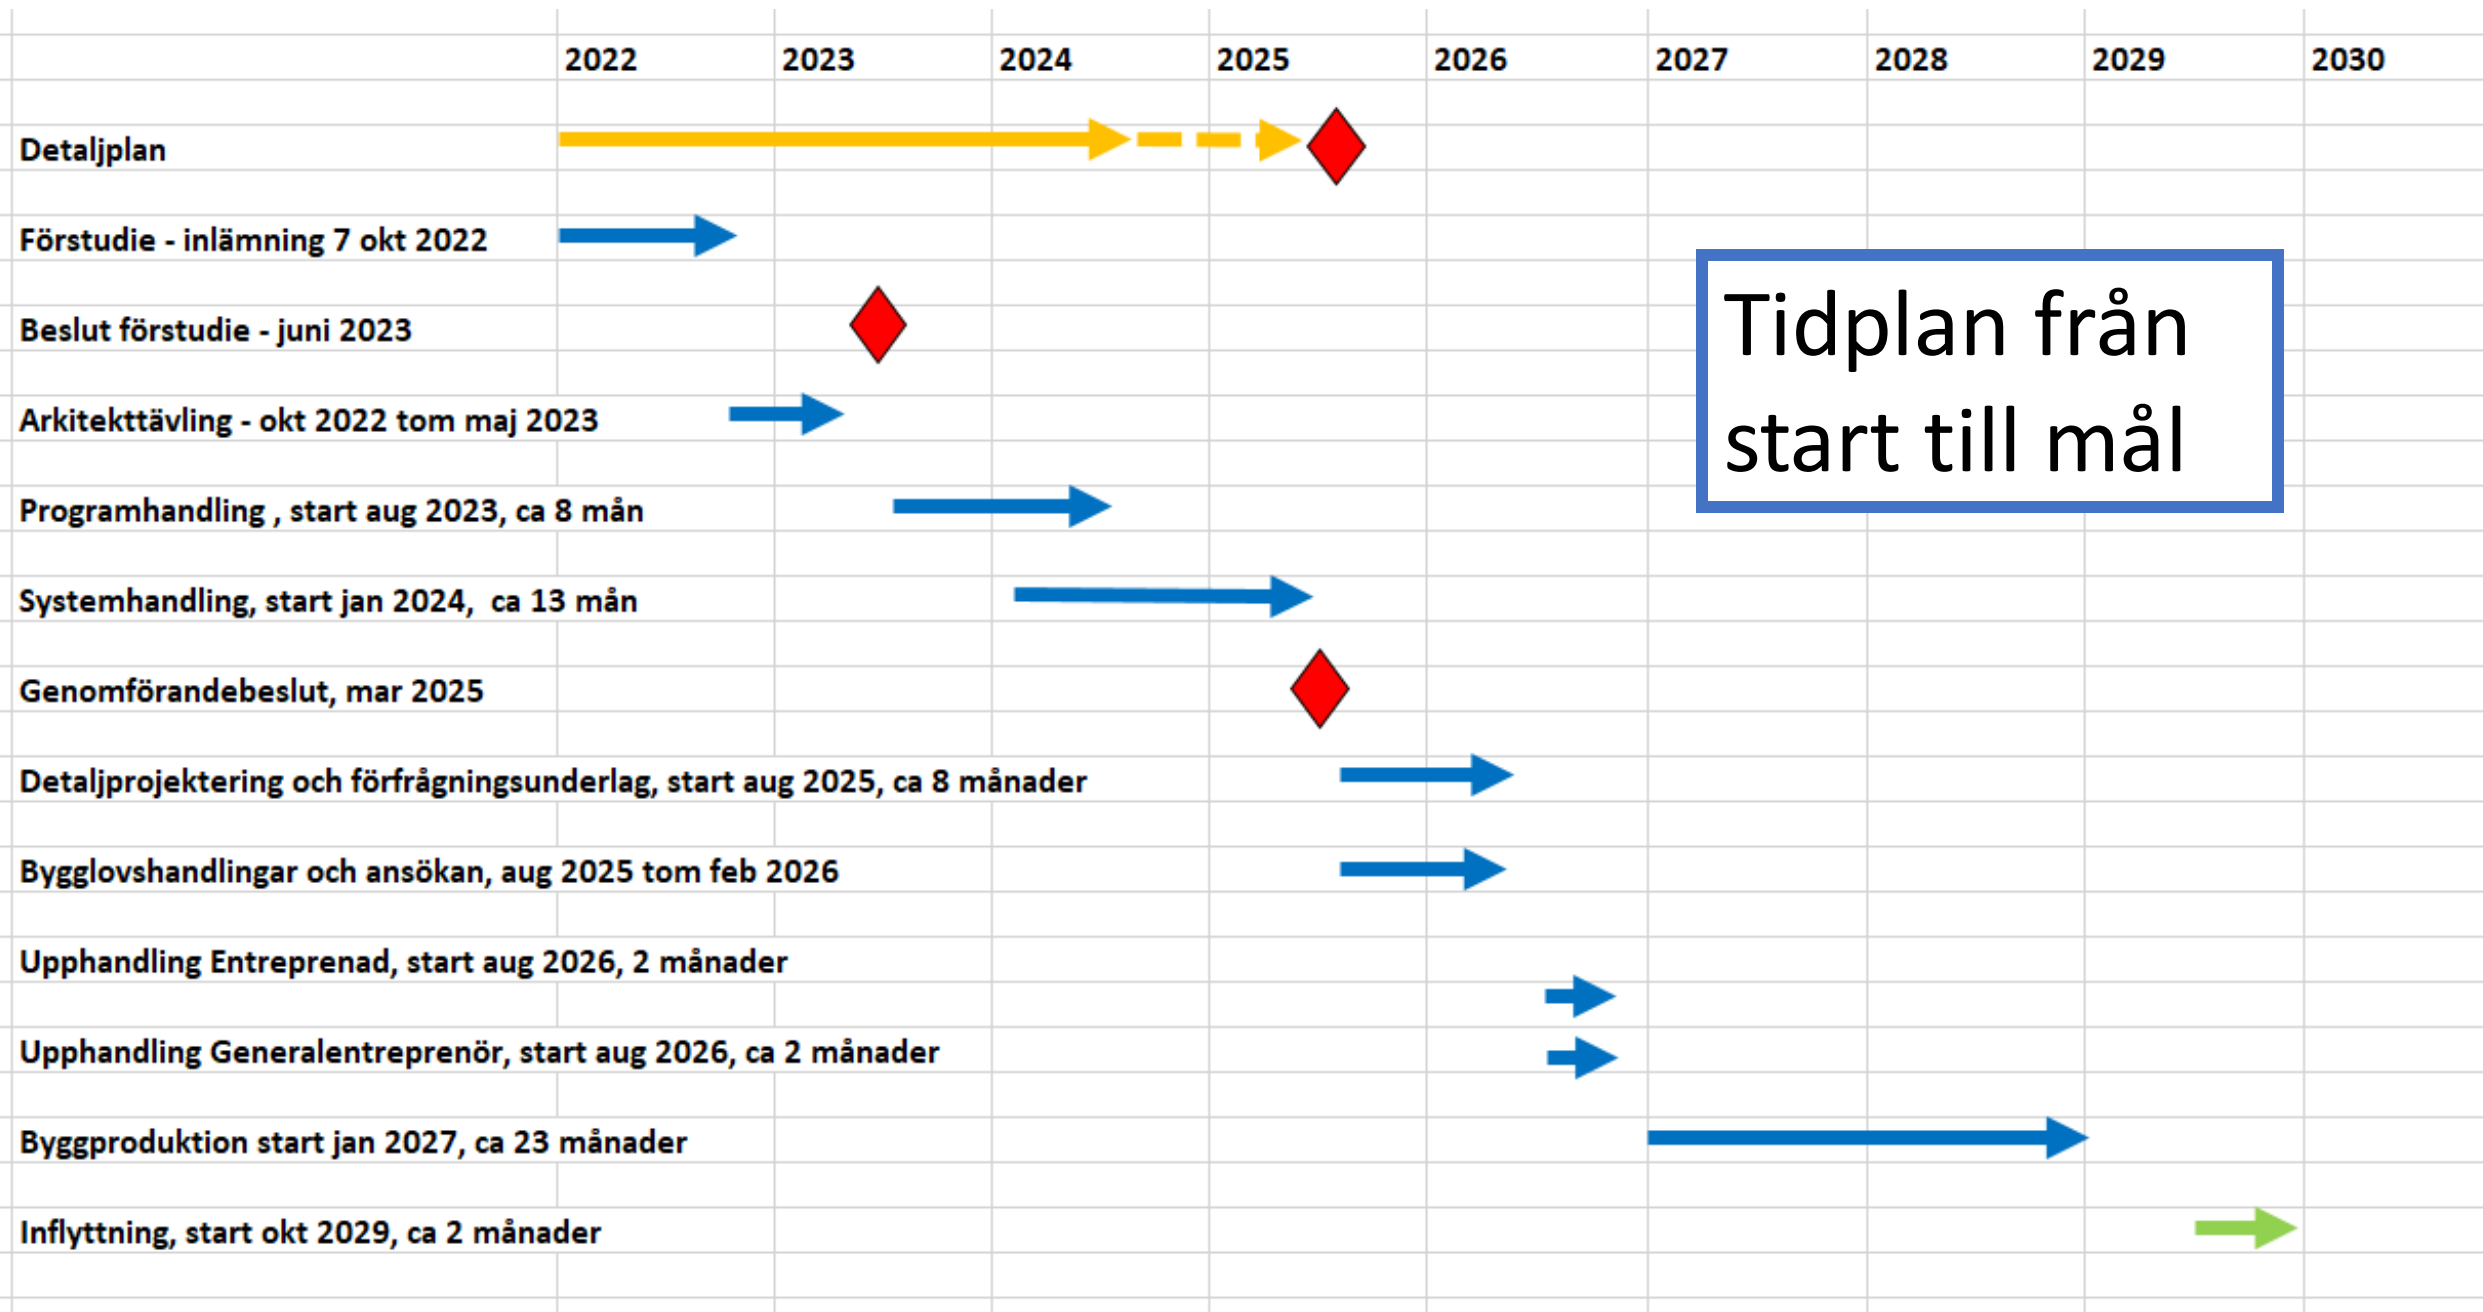 2022 2023 2024 2025 2026 2027 2028 2029 2030
Detaljplan
Förstudie - inlämning 7 okt 2022
Beslut förstudie - juni 2023
Arkitekttävling - okt 2022 tom maj 2023
Programhandling , start aug 2023, ca 8 mån
Systemhandling, start jan 2024,  ca 13 mån
Genomförandebeslut, mar 2025
Detaljprojektering och förfrågningsunderlag, start aug 2025, ca 8 månader
Bygglovshandlingar och ansökan, aug 2025 tom feb 2026
Upphandling Entreprenad, start aug 2026, 2 månader
Upphandling Generalentreprenör, start aug 2026, ca 2 månader
Byggproduktion start jan 2027, ca 23 månader
Inflyttning, start okt 2029, ca 2 månader
Tidplan från
start till mål